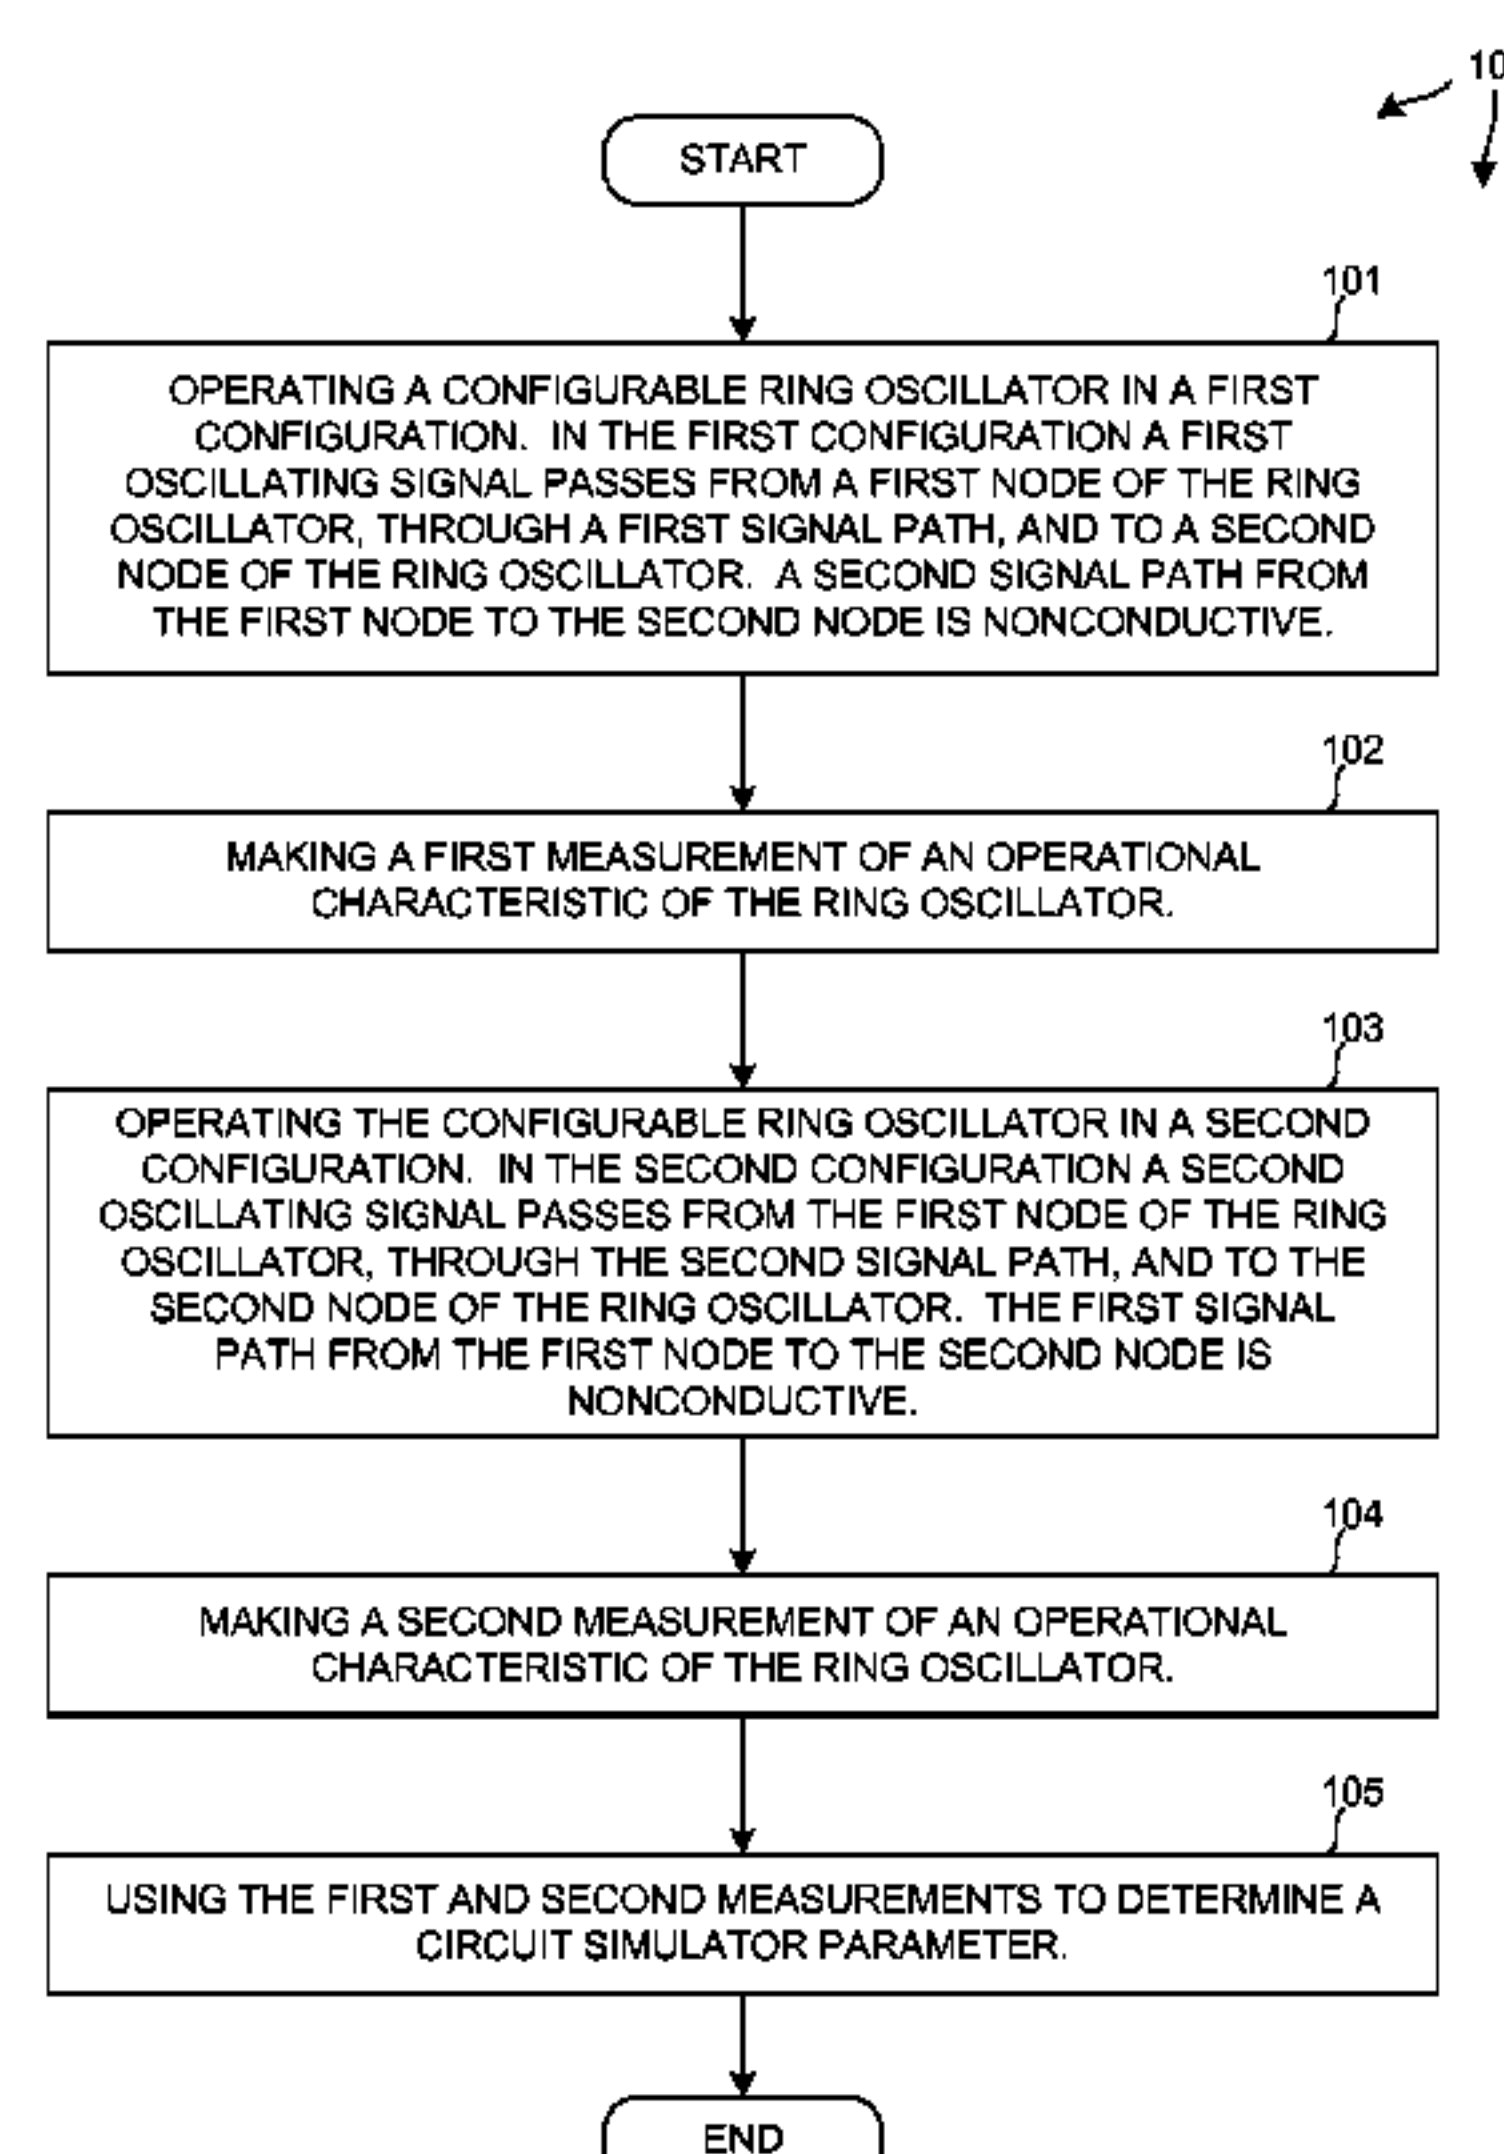 10
START
101
OPERATING A CONFIGURABLE RING OSCILLATOR IN A FIRST
CONFIGURATION. IN THE FIRST CONFIGURATION A FIRST
OSCILLATING SIGNAL PASSES FROM A FIRST NODE OF THE RING
OSCILLATOR, THROUGH A FIRST SIGNAL PATH, AND TO A SECOND
NODE OF THE RING OSCILLATOR. A SECOND SIGNAL PATH FROM
THE FIRST NODE TO THE SECOND NODE IS NONCONDUCTIVE.
102
MAKING A FIRST MEASUREMENT OF AN OPERATIONAL
CHARACTERISTIC OF THE RING OSCILLATOR.
103
OPERATING THE CONFIGURABLE RING OSCILLATOR IN A SECOND
CONFIGURATION. IN THE SECOND CONFIGURATION A SECOND
OSCILLATING SIGNAL PASSES FROM THE FIRST NODE OF THE RING
OSCILLATOR, THROUGH THE SECOND SIGNAL PATH, AND TO THE
SECOND NODE OF THE RING OSCILLATOR. THE FIRST SIGNAL
PATH FROM THE FIRST NODE TO THE SECOND NODE IS
NONCONDUCTIVE.
104
MAKING A SECOND MEASUREMENT OF AN OPERATIONAL
CHARACTERISTIC OF THE RING OSCILLATOR.
105
USING THE FIRST AND SECOND MEASUREMENTS TO DETERMINE A
CIRCUIT SIMULATOR PARAMETER.
END